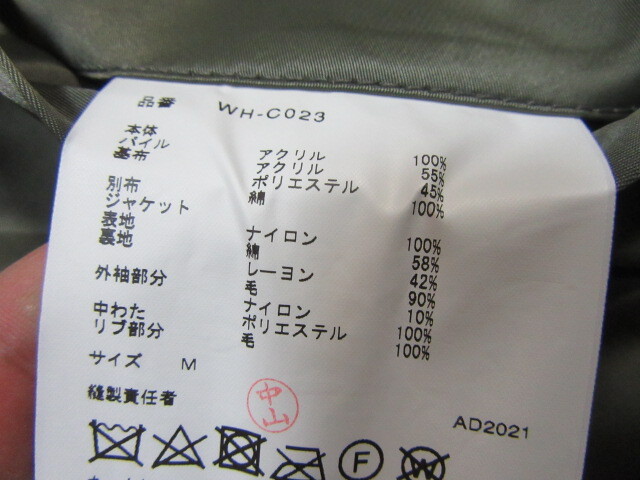 品番 WH-C023
本体
パイル アクリル 100%
基布 アクリル 55%
ポリエステル 45%
別布 綿 100%
ジャケット
表地 ナイロン 100%
裏地 綿 58%
レーヨン 42%
外袖部分 毛 90%
ナイロン 10%
中わた ポリエステル 100%
リブ部分 毛 100%
サイズ M
縫製責任者 中山
AD2021
F
W